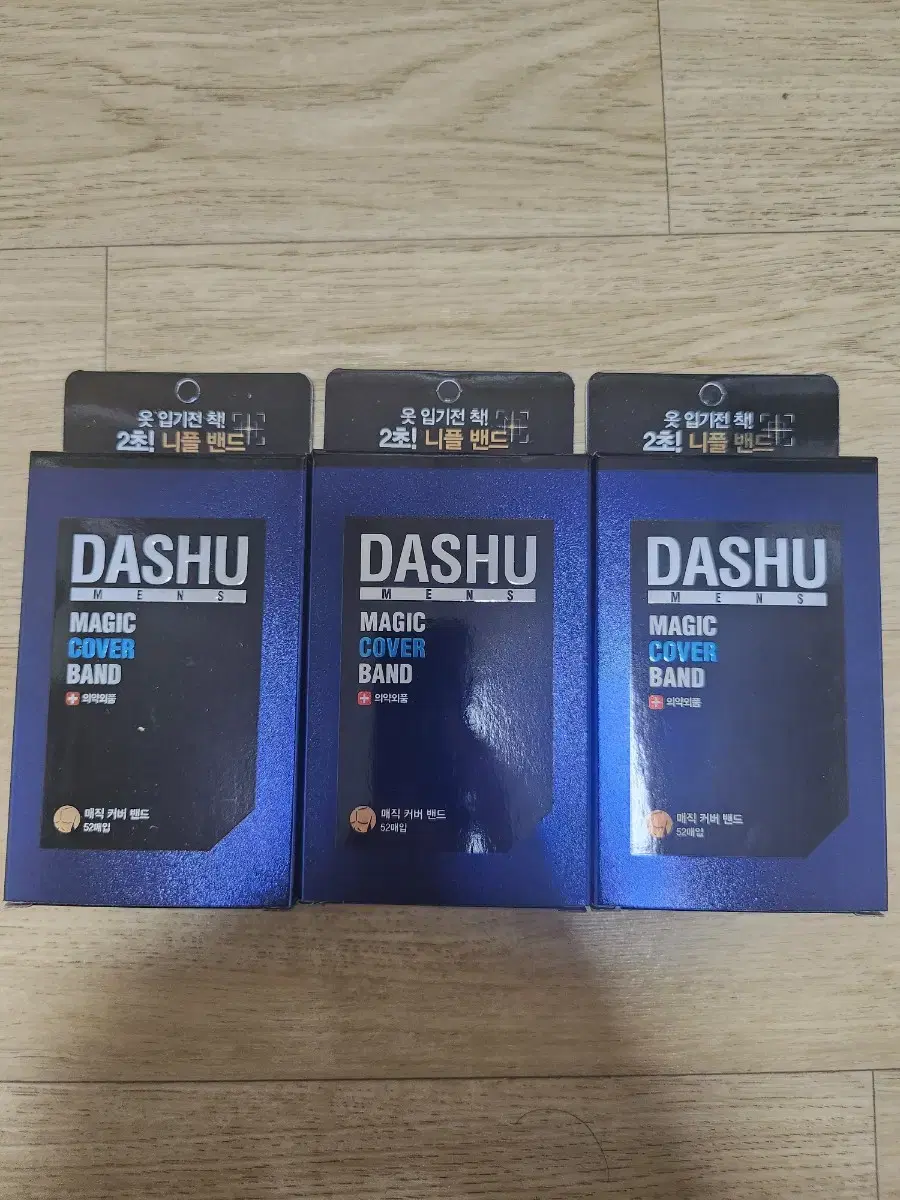 옷 입기전 착!
2초! 니플 밴드
DASHU
MENS
MAGIC
COVER
BAND
의약외품
매직 커버 밴드
52매입
옷 입기전 착!
2초! 니플 밴드
DASHU
MENS
MAGIC
COVER
BAND
의약외품
매직 커버 밴드
52매입
옷 입기전 착!
2초! 니플 밴드
DASHU
MENS
MAGIC
COVER
BAND
의약외품
매직 커버 밴드
52매입